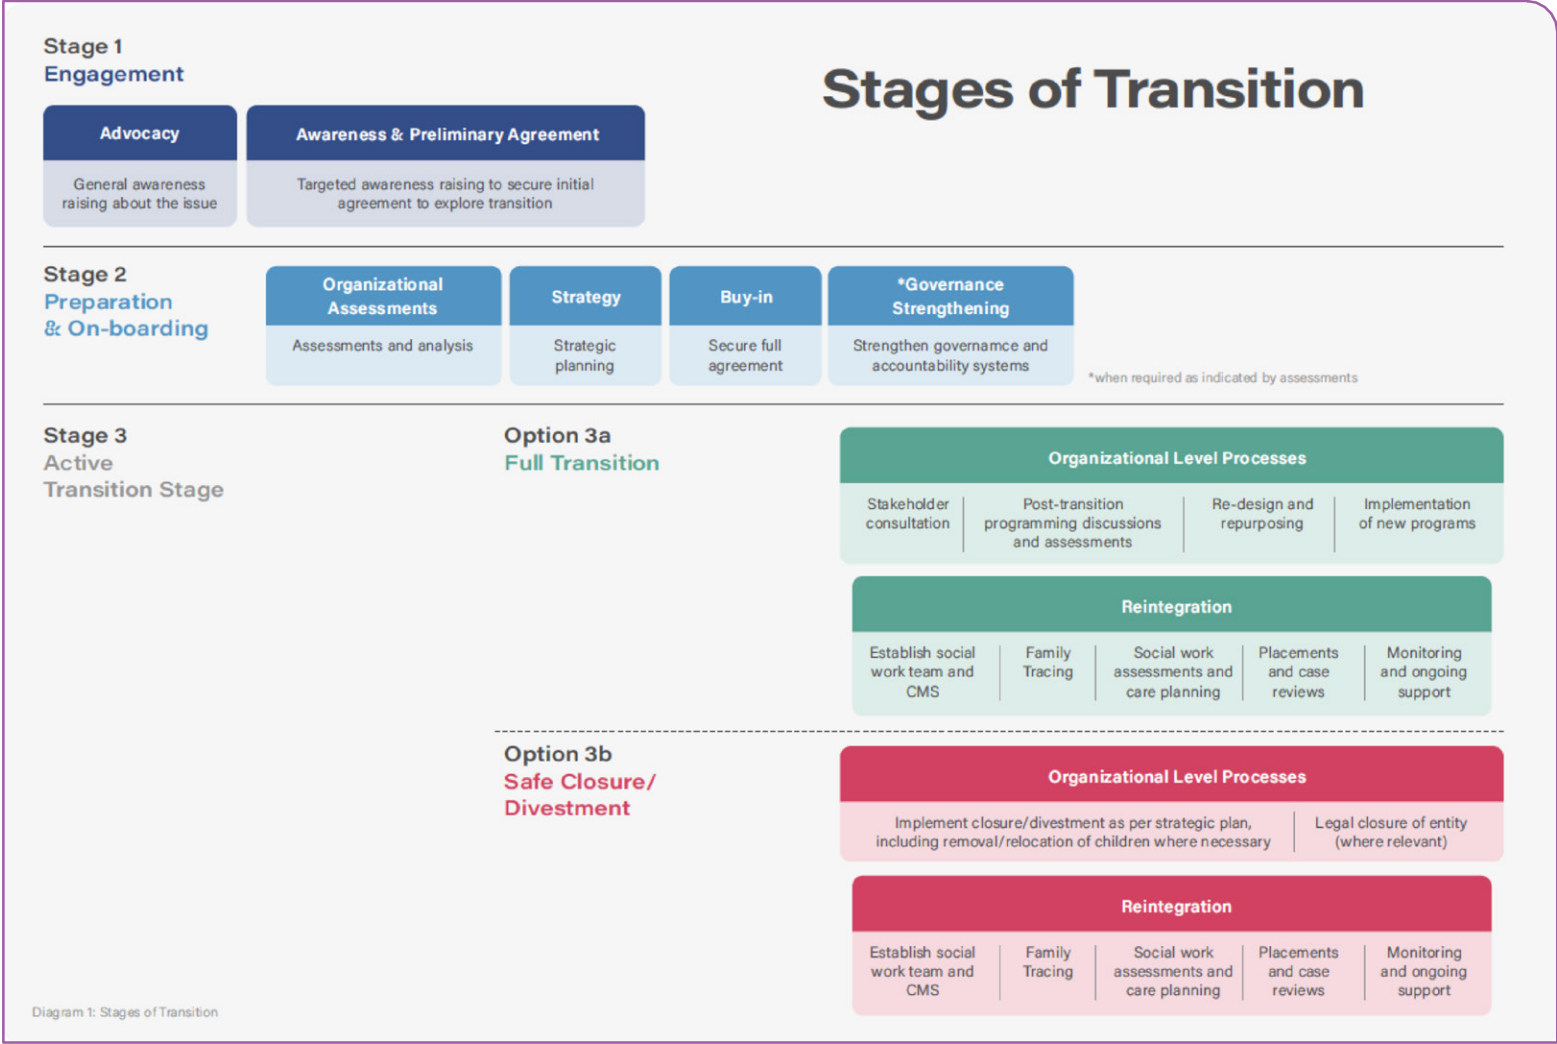 Stages of Transition
Stage 1
Engagement
Advocacy
General awareness
raising about the issue
Awareness & Preliminary Agreement
Targeted awareness raising to secure initial
agreement to explore transition
Stage 2
Preparation
& On-boarding
Organizational
Assessments
Assessments and analysis
Strategy
Strategic
planning
Buy-in
Secure full
agreement
*Governance
Strengthening
Strengthen governamce and
accountability systems
*when required as indicated by assessments
Stage 3
Active
Transition Stage
Option 3a
Full Transition
Organizational Level Processes
Stakeholder
consultation
Post-transition
programming discussions
and assessments
Re-design and
repurposing
Implementation
of new programs
Reintegration
Establish social
work team and
CMS
Family
Tracing
Social work
assessments and
care planning
Placements
and case
reviews
Monitoring
and ongoing
support
Option 3b
Safe Closure/
Divestment
Organizational Level Processes
Implement closure/divestment as per strategic plan,
including removal/relocation of children where necessary
Legal closure of entity
(where relevant)
Reintegration
Establish social
work team and
CMS
Family
Tracing
Social work
assessments and
care planning
Placements
and case
reviews
Monitoring
and ongoing
support
Diagram 1: Stages of Transition